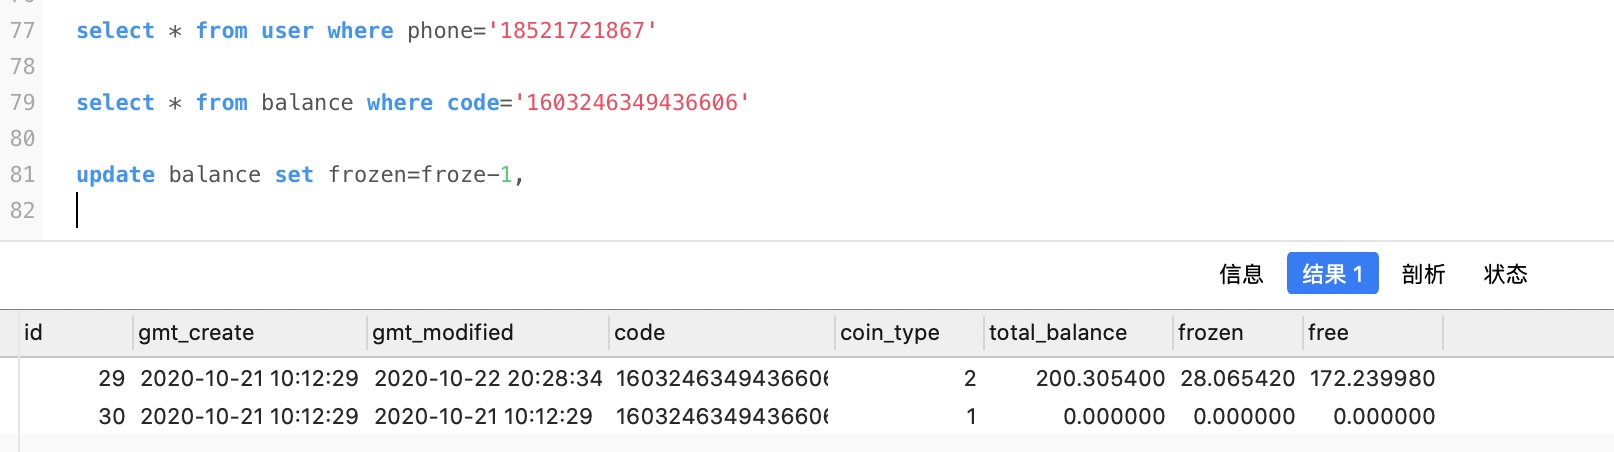 77 select * from user where phone='18521721867'
78
79 select * from balance where code='1603246349436606'
80
81 update balance set frozen=froze-1,
82
信息 结果 1 剖析 状态
id gmt_create gmt_modified code coin_type total_balance frozen free
29 2020-10-21 10:12:29 2020-10-22 20:28:34 1603246349436606 2 200.305400 28.065420 172.239980
30 2020-10-21 10:12:29 2020-10-21 10:12:29 1603246349436606 1 0.000000 0.000000 0.000000